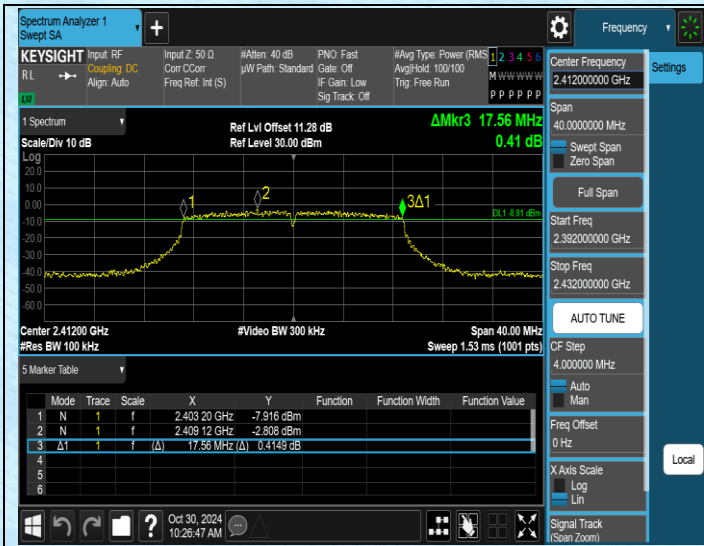 Spectrum Analyzer 1
Swept SA
Frequency
KEYSIGHT
RL
LXI
Input: RF
Coupling: DC
Align: Auto
Input Z: 50 Ω
Corr CCorr
Freq Ref: Int (S)
#Atten: 40 dB
µW Path: Standard
PNO: Fast
Gate: Off
IF Gain: Low
Sig Track: Off
#Avg Type: Power (RMS
Avg|Hold: 100/100
Trig: Free Run
1 2 3 4 5 6
M W W W W W
P P P P P P
1 Spectrum
Scale/Div 10 dB
Ref Lvl Offset 11.28 dB
Ref Level 30.00 dBm
ΔMkr3 17.56 MHz
0.41 dB
Log
20.0
10.0
0.00
-10.0
-20.0
-30.0
-40.0
-50.0
-60.0
1
2
3Δ1
DL1 -8.81 dBm
Center 2.41200 GHz
#Res BW 100 kHz
#Video BW 300 kHz
Span 40.00 MHz
Sweep 1.53 ms (1001 pts)
5 Marker Table
Mode Trace Scale X Y Function Function Width Function Value
1 N 1 f 2.403 20 GHz -7.916 dBm
2 N 1 f 2.409 12 GHz -2.808 dBm
3 Δ1 1 f (Δ) 17.56 MHz (Δ) 0.4149 dB
4
5
6
?
Oct 30, 2024
10:26:47 AM
Center Frequency
2.412000000 GHz
Settings
Span
40.0000000 MHz
Swept Span
Zero Span
Full Span
Start Freq
2.392000000 GHz
Stop Freq
2.432000000 GHz
AUTO TUNE
CF Step
4.000000 MHz
Auto
Man
Freq Offset
0 Hz
X Axis Scale
Log
Lin
Local
Signal Track
(Span Zoom)